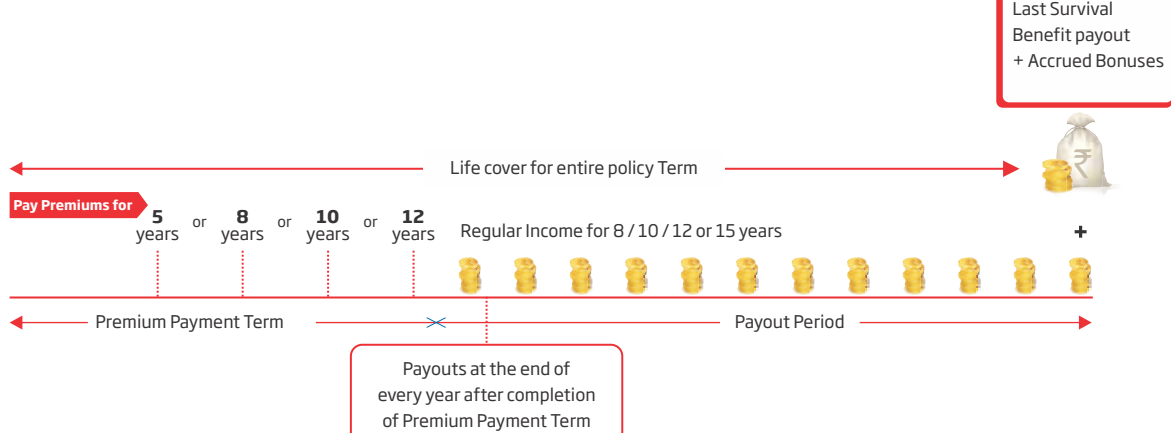 Last Survival
Benefit payout
+ Accrued Bonuses
₹
Life cover for entire policy Term
Pay Premiums for
5 or 8 or 10 or 12
years years years years
Regular Income for 8 / 10 / 12 or 15 years
+
Premium Payment Term
Payout Period
Payouts at the end of
every year after completion
of Premium Payment Term